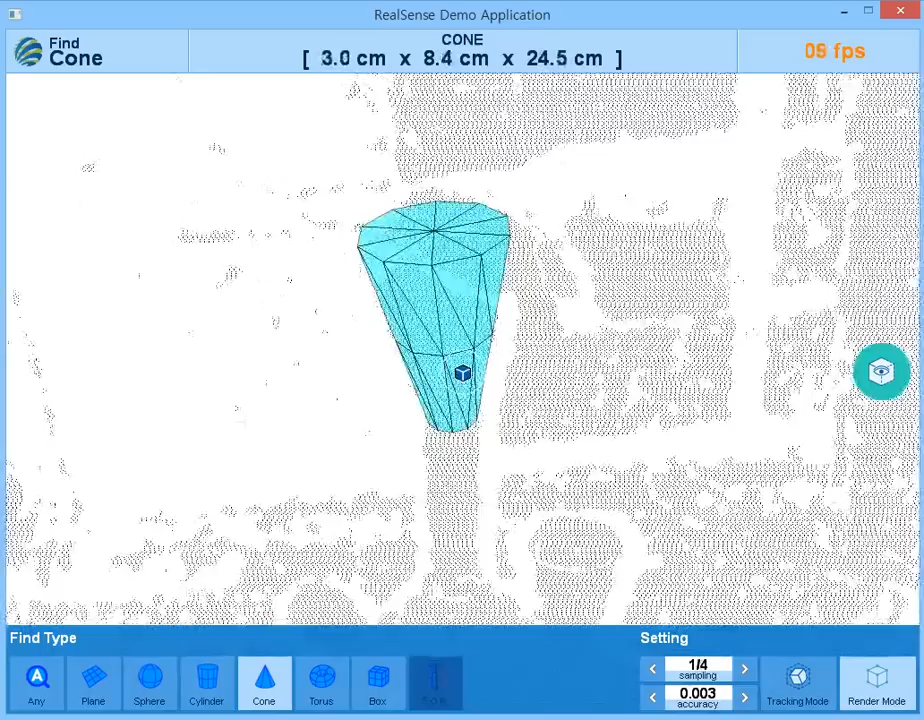 RealSense Demo Application
Find
Cone
CONE
[ 3.0 cm x 8.4 cm x 24.5 cm ]
09 fps
Find Type
Setting
Any
Plane
Sphere
Cylinder
Cone
Torus
Box
1/4
sampling
0.003
accuracy
Tracking Mode
Render Mode